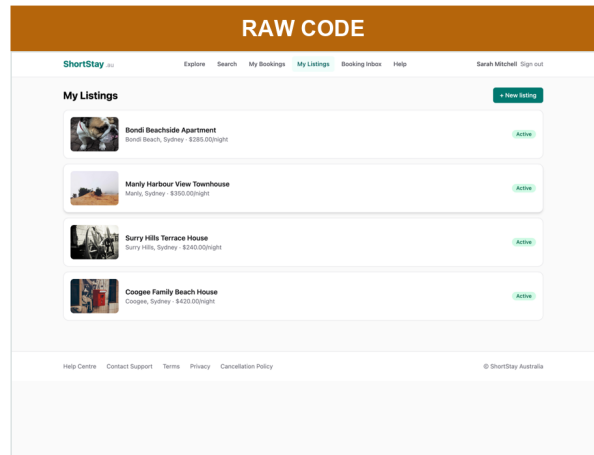 RAW CODE
ShortStay .au Explore Search My Bookings My Listings Booking Inbox Help Sarah Mitchell Sign out
My Listings + New listing
Bondi Beachside Apartment
Bondi Beach, Sydney · $285.00/night
Active
Manly Harbour View Townhouse
Manly, Sydney · $350.00/night
Active
Surry Hills Terrace House
Surry Hills, Sydney · $240.00/night
Active
Coogee Family Beach House
Coogee, Sydney · $420.00/night
Active
Help Centre Contact Support Terms Privacy Cancellation Policy © ShortStay Australia